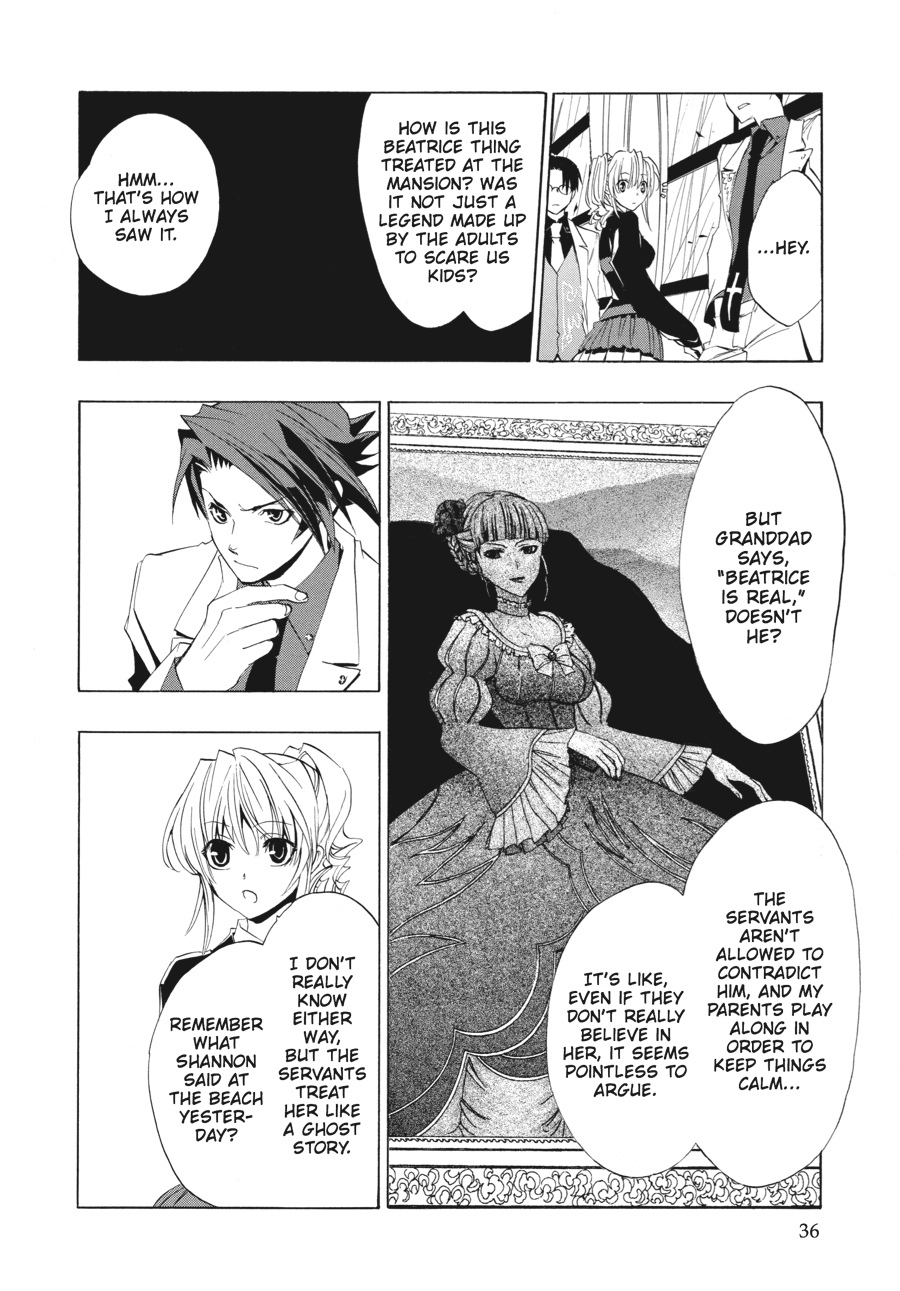 ...HEY.
HOW IS THIS
BEATRICE THING
TREATED AT THE
MANSION? WAS
IT NOT JUST A
LEGEND MADE UP
BY THE ADULTS
TO SCARE US
KIDS?
HMM...
THAT'S HOW
I ALWAYS
SAW IT.
BUT
GRANDDAD
SAYS,
"BEATRICE
IS REAL,"
DOESN'T
HE?
THE
SERVANTS
AREN'T
ALLOWED TO
CONTRADICT
HIM, AND MY
PARENTS PLAY
ALONG IN
ORDER TO
KEEP THINGS
CALM...
IT'S LIKE,
EVEN IF THEY
DON'T REALLY
BELIEVE IN
HER, IT SEEMS
POINTLESS TO
ARGUE.
I DON'T
REALLY
KNOW
EITHER
WAY,
BUT THE
SERVANTS
TREAT
HER LIKE
A GHOST
STORY.
REMEMBER
WHAT
SHANNON
SAID AT
THE BEACH
YESTER-
DAY?
36